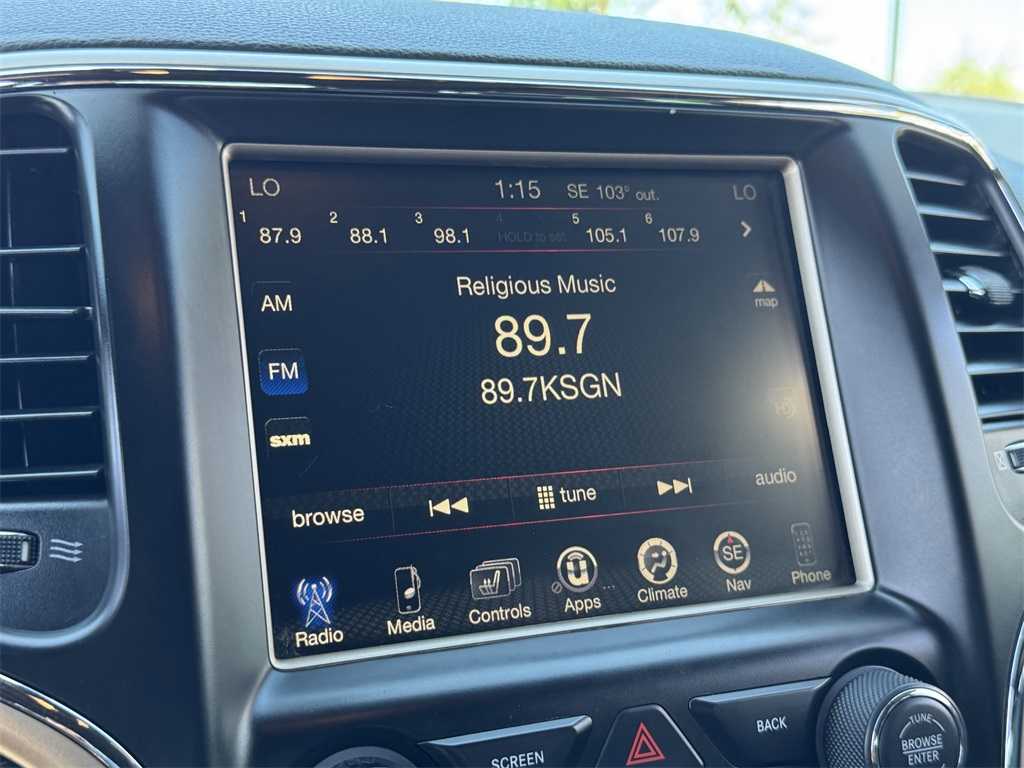 LO 1:15 SE 103° out. LO
1 87.9 2 88.1 3 98.1 4 HOLD to set 5 105.1 6 107.9
Religious Music
AM
map
89.7
FM
89.7KSGN
HD
sxm
browse tune audio
SE
Radio Media Controls Apps Climate Nav Phone
SCREEN
BACK
TUNE
BROWSE
ENTER